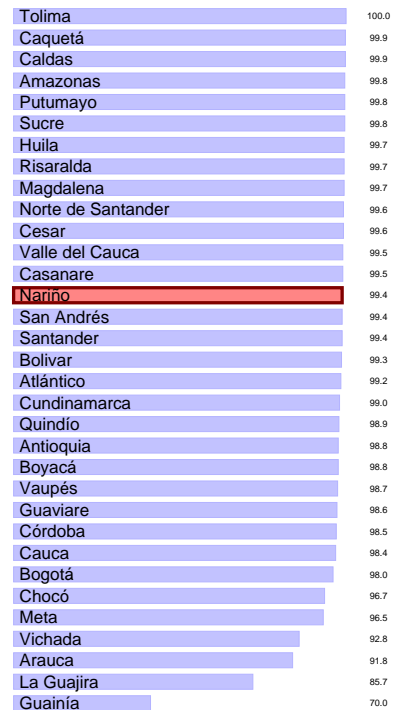 Tolima 100.0
Caquetá 99.9
Caldas 99.9
Amazonas 99.8
Putumayo 99.8
Sucre 99.8
Huila 99.7
Risaralda 99.7
Magdalena 99.7
Norte de Santander 99.6
Cesar 99.6
Valle del Cauca 99.5
Casanare 99.5
Nariño 99.4
San Andrés 99.4
Santander 99.4
Bolivar 99.3
Atlántico 99.2
Cundinamarca 99.0
Quindío 98.9
Antioquia 98.8
Boyacá 98.8
Vaupés 98.7
Guaviare 98.6
Córdoba 98.5
Cauca 98.4
Bogotá 98.0
Chocó 96.7
Meta 96.5
Vichada 92.8
Arauca 91.8
La Guajira 85.7
Guainía 70.0